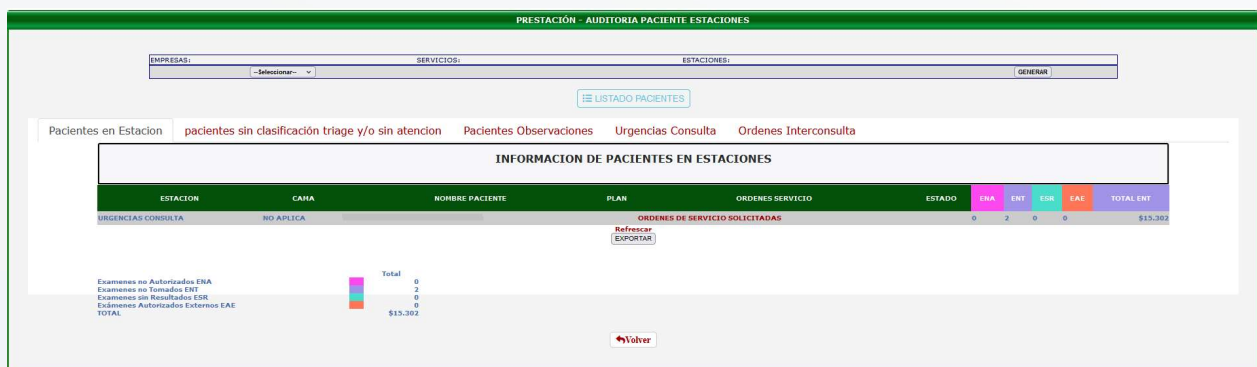 PRESTACIÓN - AUDITORIA PACIENTE ESTACIONES
EMPRESAS: SERVICIOS: ESTACIONES:
--Seleccionar-- GENERAR
LISTADO PACIENTES
Pacientes en Estacion pacientes sin clasificación triage y/o sin atencion Pacientes Observaciones Urgencias Consulta Ordenes Interconsulta
INFORMACION DE PACIENTES EN ESTACIONES
ESTACION CAMA NOMBRE PACIENTE PLAN ORDENES SERVICIO ESTADO ENA ENT ESR EAE TOTAL ENT
URGENCIAS CONSULTA NO APLICA ORDENES DE SERVICIO SOLICITADAS 0 2 0 0 $15.302
Refrescar
EXPORTAR
Total
Examenes no Autorizados ENA 0
Examenes no Tomados ENT 2
Examenes sin Resultados ESR 0
Exámenes Autorizados Externos EAE 0
TOTAL $15.302
Volver